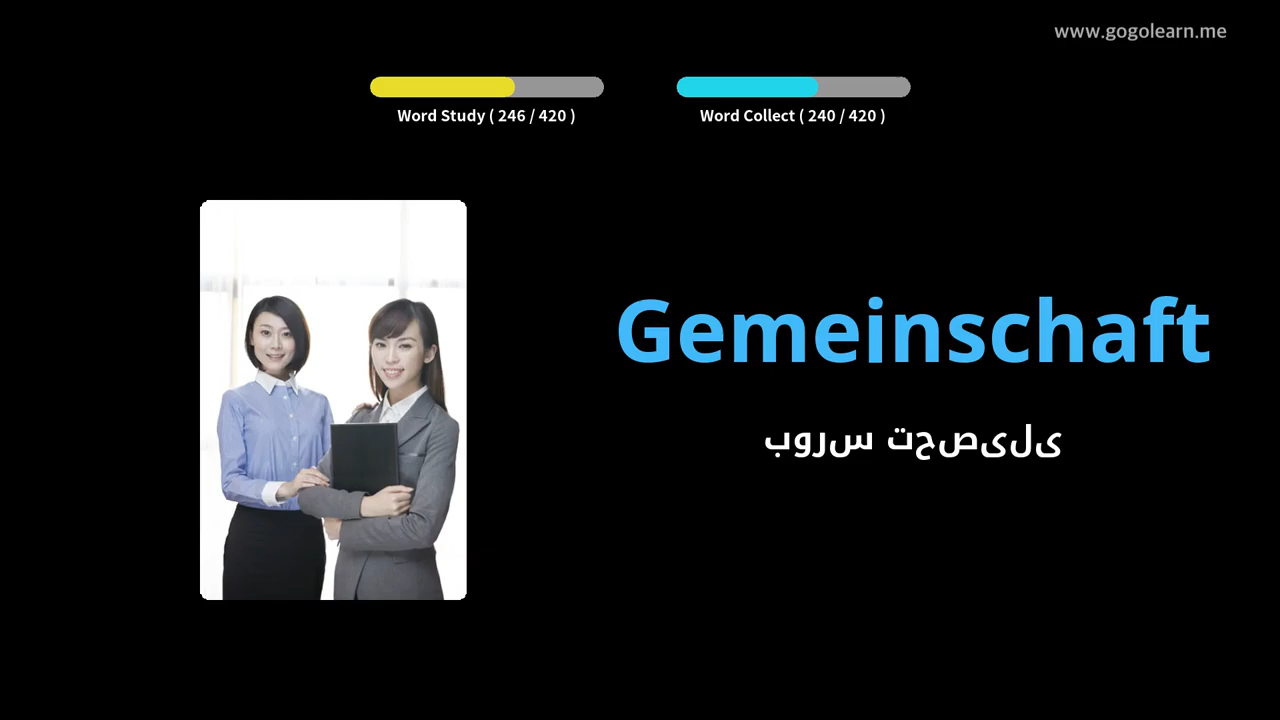 www.gogolearn.me
Word Study ( 246 / 420 )
Word Collect ( 240 / 420 )
Gemeinschaft
بورس تحصیلی